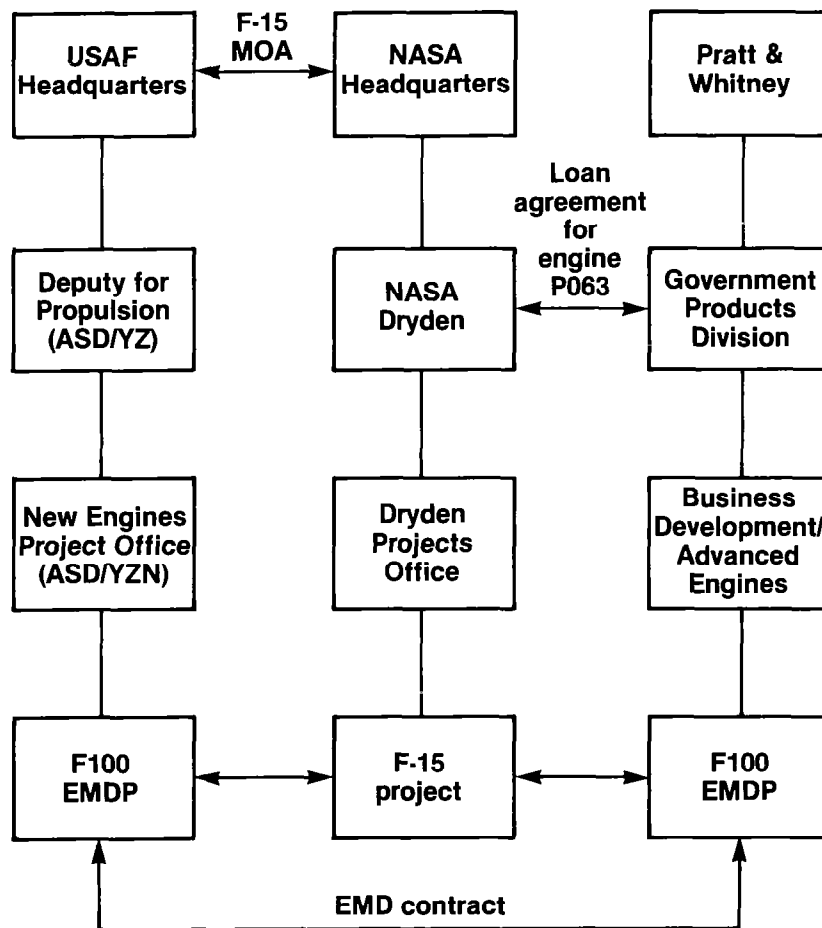 F-15
MOA
USAF
Headquarters
NASA
Headquarters
Pratt &
Whitney
Loan
agreement
for
engine
P063
Deputy for
Propulsion
(ASD/YZ)
NASA
Dryden
Government
Products
Division
New Engines
Project Office
(ASD/YZN)
Dryden
Projects
Office
Business
Development/
Advanced
Engines
F100
EMDP
F-15
project
F100
EMDP
EMD contract